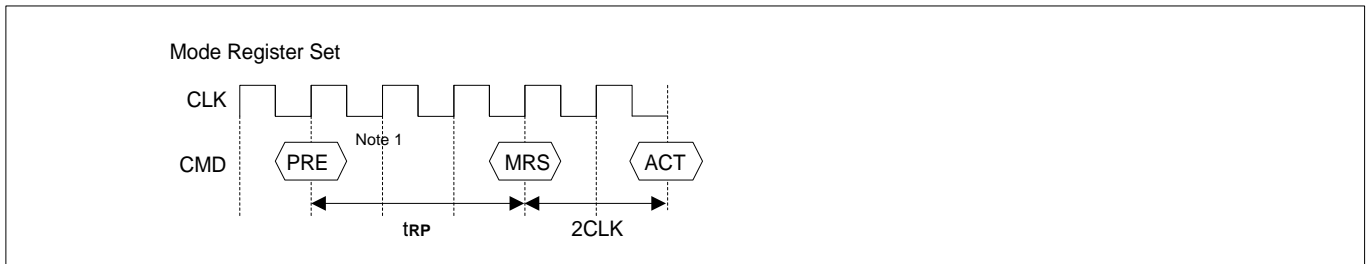 Mode Register Set
CLK
Note 1
CMD PRE MRS ACT
tRP 2CLK